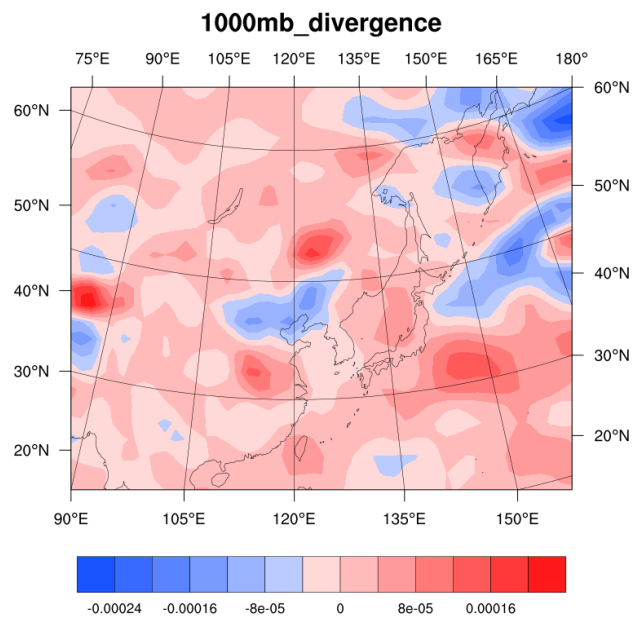 1000mb_divergence
75°E 90°E 105°E 120°E 135°E 150°E 165°E 180°
60°N 60°N
50°N 50°N
40°N 40°N
30°N 30°N
20°N 20°N
90°E 105°E 120°E 135°E 150°E
-0.00024 -0.00016 -8e-05 0 8e-05 0.00016